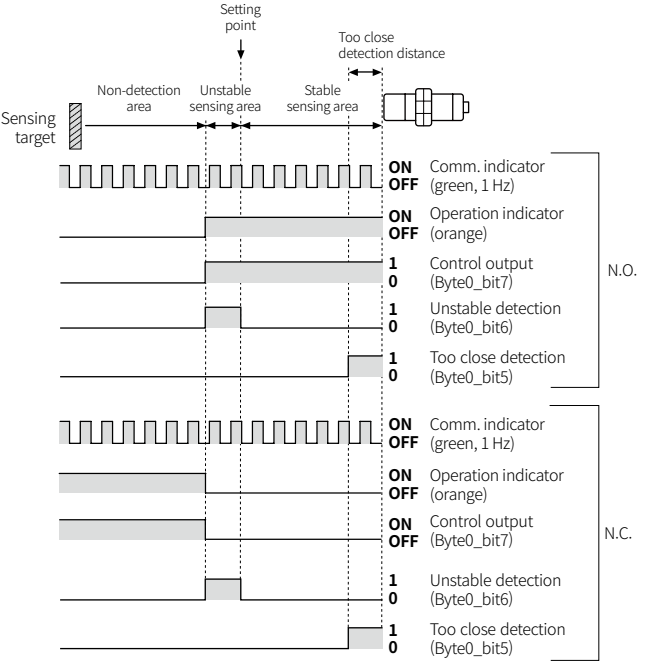 Setting
point
Too close
detection distance
Non-detection
area
Unstable
sensing area
Stable
sensing area
Sensing
target
ON
OFF
Comm. indicator
(green, 1 Hz)
ON
OFF
Operation indicator
(orange)
1
0
Control output
(Byte0_bit7)
N.O.
1
0
Unstable detection
(Byte0_bit6)
1
0
Too close detection
(Byte0_bit5)
ON
OFF
Comm. indicator
(green, 1 Hz)
ON
OFF
Operation indicator
(orange)
ON
OFF
Control output
(Byte0_bit7)
N.C.
1
0
Unstable detection
(Byte0_bit6)
1
0
Too close detection
(Byte0_bit5)